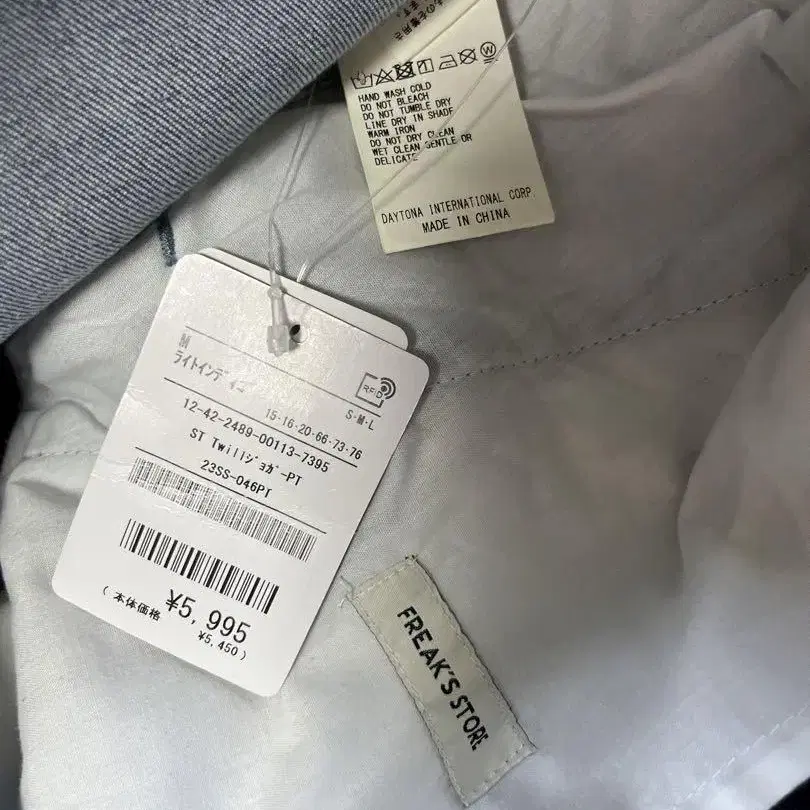 HAND WASH COLD
DO NOT BLEACH
DO NOT TUMBLE DRY
LINE DRY IN SHADE
WARM IRON
DO NOT DRY CLEAN
WET CLEAN GENTLE OR
DELICATE
DAYTONA INTERNATIONAL CORP.
MADE IN CHINA
M
ライトインディゴ
RFID
S・M・L
15・16・20・66・73・76
12-42-2489-00113-7395
ST Twillジョガ-PT
23SS-046PT
¥5,995
(本体価格 ¥5,450)
FREAK'S STORE